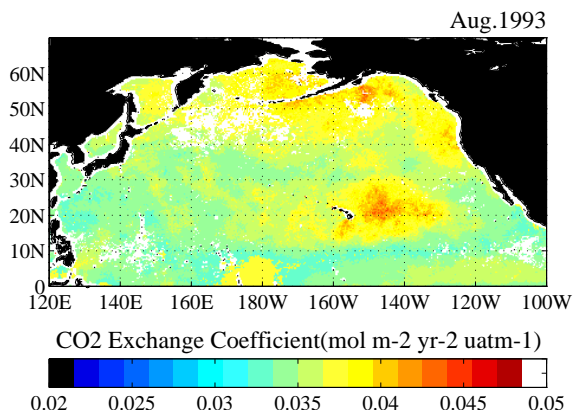 Aug.1993
60N
50N
40N
30N
20N
10N
0
120E 140E 160E 180W 160W 140W 120W 100W
CO2 Exchange Coefficient(mol m-2 yr-2 uatm-1)
0.02 0.025 0.03 0.035 0.04 0.045 0.05